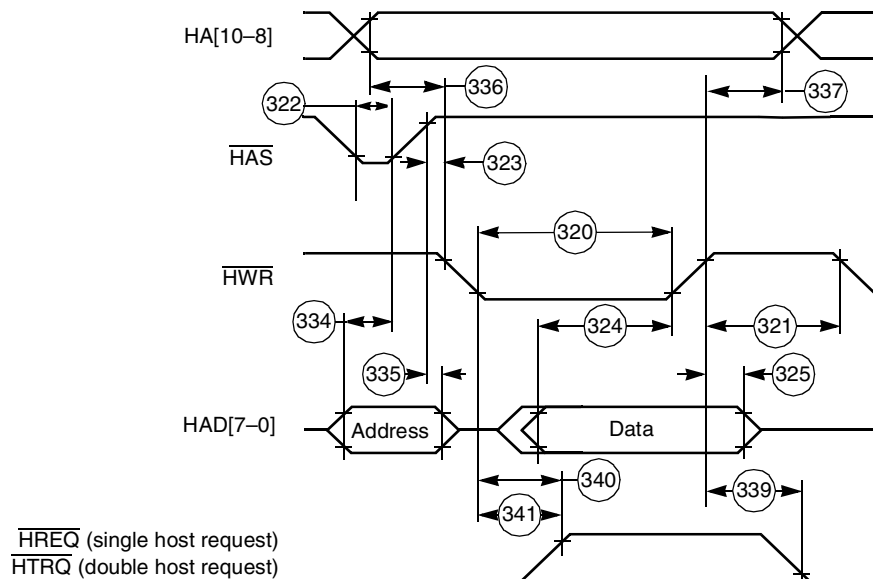 HA[10–8]
336
337
322
HAS
323
320
HWR
334
324
321
335
325
HAD[7–0]
Address
Data
340
341
339
HREQ (single host request)
HTRQ (double host request)